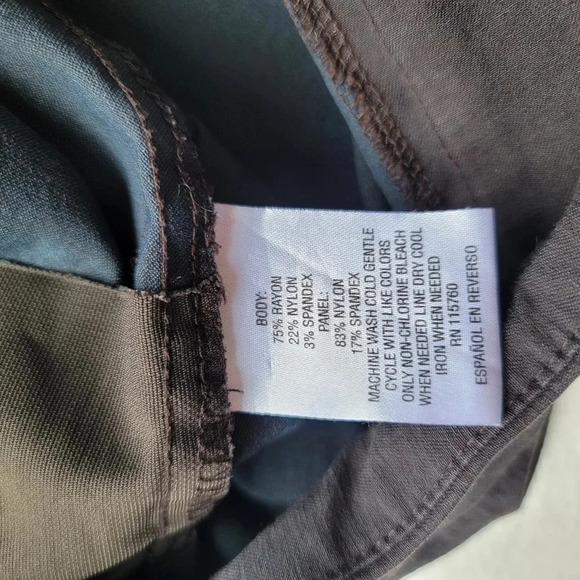 BODY:
75% RAYON
22% NYLON
3% SPANDEX
PANEL:
83% NYLON
17% SPANDEX
MACHINE WASH COLD GENTLE
CYCLE WITH LIKE COLORS
ONLY NON-CHLORINE BLEACH
WHEN NEEDED LINE DRY COOL
IRON WHEN NEEDED
RN 115760
ESPAÑOL EN REVERSO